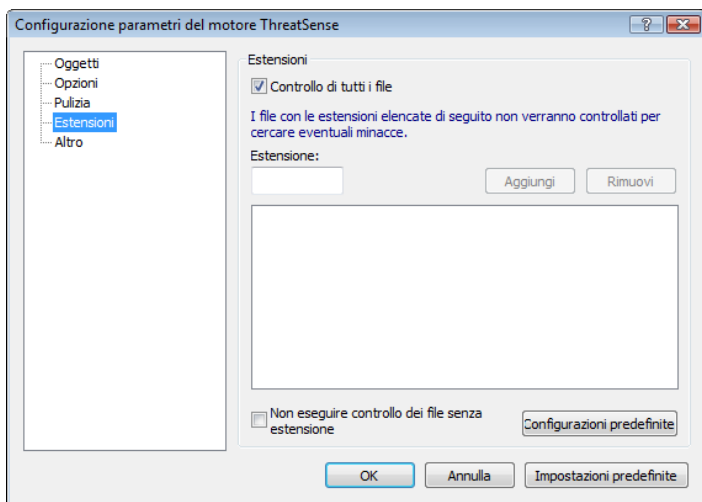 Configurazione parametri del motore ThreatSense
Oggetti
Opzioni
Pulizia
Estensioni
Altro
Estensioni
Controllo di tutti i file
I file con le estensioni elencate di seguito non verranno controllati per
cercare eventuali minacce.
Estensione:
Aggiungi
Rimuovi
Non eseguire controllo dei file senza
estensione
Configurazioni predefinite
OK
Annulla
Impostazioni predefinite